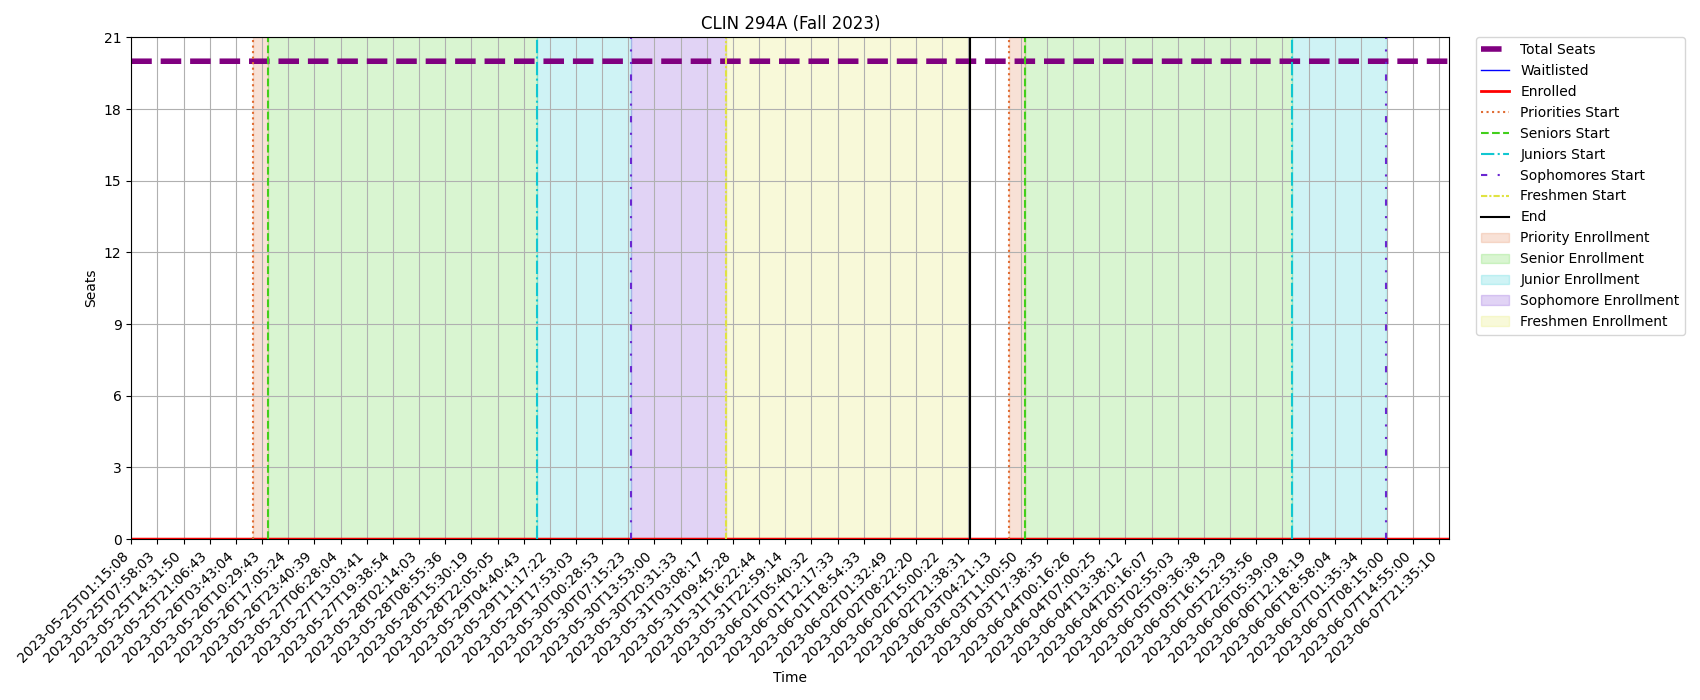 CLIN 294A (Fall 2023)
21
18
15
12
9
6
3
0
Seats
2023-05-25T01:15:08
2023-05-25T07:58:03
2023-05-25T14:31:50
2023-05-25T21:06:43
2023-05-26T03:43:04
2023-05-26T10:29:43
2023-05-26T17:05:24
2023-05-26T23:40:39
2023-05-27T06:28:04
2023-05-27T13:03:41
2023-05-27T19:38:54
2023-05-28T02:14:03
2023-05-28T08:55:36
2023-05-28T15:30:19
2023-05-28T22:05:05
2023-05-29T04:40:43
2023-05-29T11:17:22
2023-05-29T17:53:03
2023-05-30T00:28:53
2023-05-30T07:15:23
2023-05-30T13:53:00
2023-05-30T20:31:33
2023-05-31T03:08:17
2023-05-31T09:45:28
2023-05-31T16:22:44
2023-05-31T22:59:14
2023-06-01T05:40:32
2023-06-01T12:17:33
2023-06-01T18:54:33
2023-06-02T01:32:49
2023-06-02T08:22:20
2023-06-02T15:00:22
2023-06-02T21:38:31
2023-06-03T04:21:13
2023-06-03T11:00:50
2023-06-03T17:38:35
2023-06-04T00:16:26
2023-06-04T07:00:25
2023-06-04T13:38:12
2023-06-04T20:16:07
2023-06-05T02:55:03
2023-06-05T09:36:38
2023-06-05T16:15:29
2023-06-05T22:53:56
2023-06-06T05:39:09
2023-06-06T12:18:19
2023-06-06T18:58:04
2023-06-07T01:35:34
2023-06-07T08:15:00
2023-06-07T14:55:00
2023-06-07T21:35:10
Time
Total Seats
Waitlisted
Enrolled
Priorities Start
Seniors Start
Juniors Start
Sophomores Start
Freshmen Start
End
Priority Enrollment
Senior Enrollment
Junior Enrollment
Sophomore Enrollment
Freshmen Enrollment